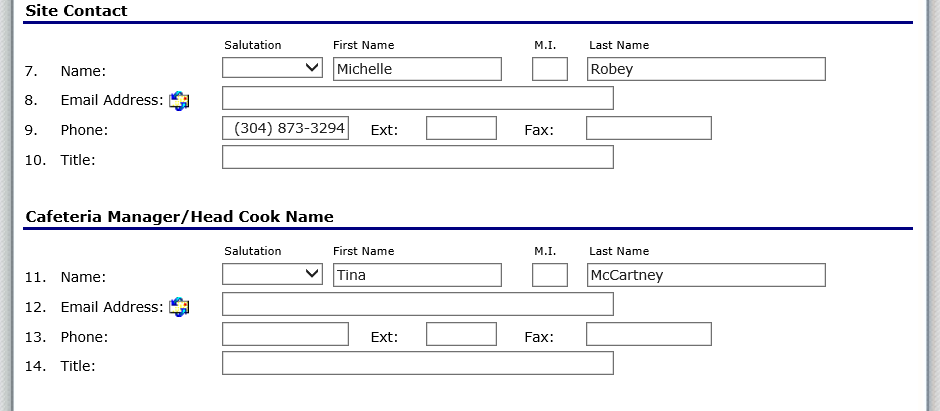 Site Contact
Salutation First Name M.I. Last Name
7. Name: Michelle Robey
8. Email Address:
9. Phone: (304) 873-3294 Ext: Fax:
10. Title:
Cafeteria Manager/Head Cook Name
Salutation First Name M.I. Last Name
11. Name: Tina McCartney
12. Email Address:
13. Phone: Ext: Fax:
14. Title: